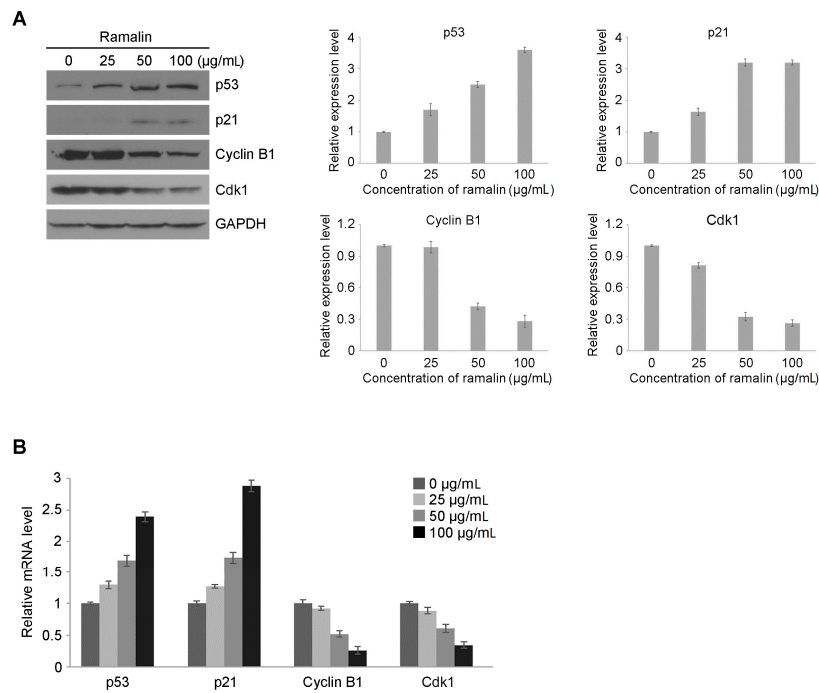 A
Ramalin
0 25 50 100 (µg/mL)
p53
p21
Cyclin B1
Cdk1
GAPDH
p53
Relative expression level
4
3
2
1
0
0 25 50 100
Concentration of ramalin (µg/mL)
p21
Relative expression level
4
3
2
1
0
0 25 50 100
Concentration of ramalin (µg/mL)
Cyclin B1
Relative expression level
1.2
0.9
0.6
0.3
0
0 25 50 100
Concentration of ramalin (µg/mL)
Cdk1
Relative expression level
1.2
0.9
0.6
0.3
0
0 25 50 100
Concentration of ramalin (µg/mL)
B
Relative mRNA level
3
2.5
2
1.5
1
0.5
0
p53 p21 Cyclin B1 Cdk1
0 µg/mL
25 µg/mL
50 µg/mL
100 µg/mL